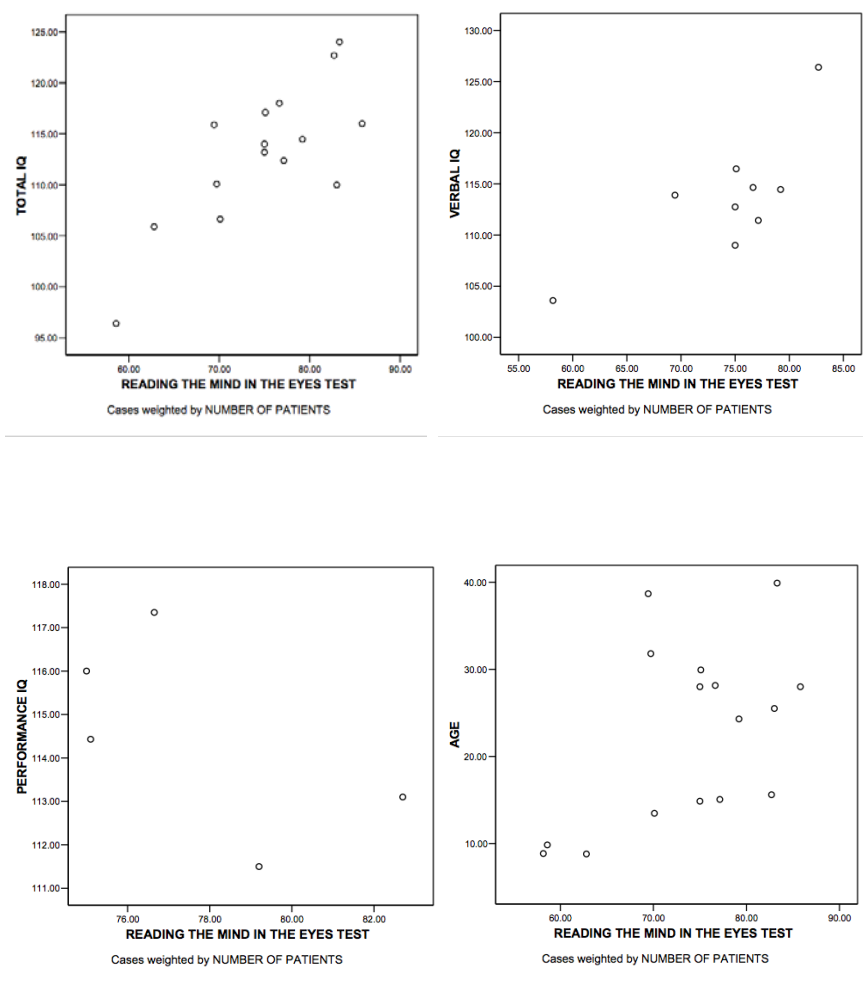 125.00
120.00
115.00
110.00
105.00
100.00
95.00
TOTAL IQ
60.00 70.00 80.00 90.00
READING THE MIND IN THE EYES TEST
Cases weighted by NUMBER OF PATIENTS
130.00
125.00
120.00
115.00
110.00
105.00
100.00
VERBAL IQ
55.00 60.00 65.00 70.00 75.00 80.00 85.00
READING THE MIND IN THE EYES TEST
Cases weighted by NUMBER OF PATIENTS
118.00
117.00
116.00
115.00
114.00
113.00
112.00
111.00
PERFORMANCE IQ
76.00 78.00 80.00 82.00
READING THE MIND IN THE EYES TEST
Cases weighted by NUMBER OF PATIENTS
40.00
30.00
20.00
10.00
AGE
60.00 70.00 80.00 90.00
READING THE MIND IN THE EYES TEST
Cases weighted by NUMBER OF PATIENTS